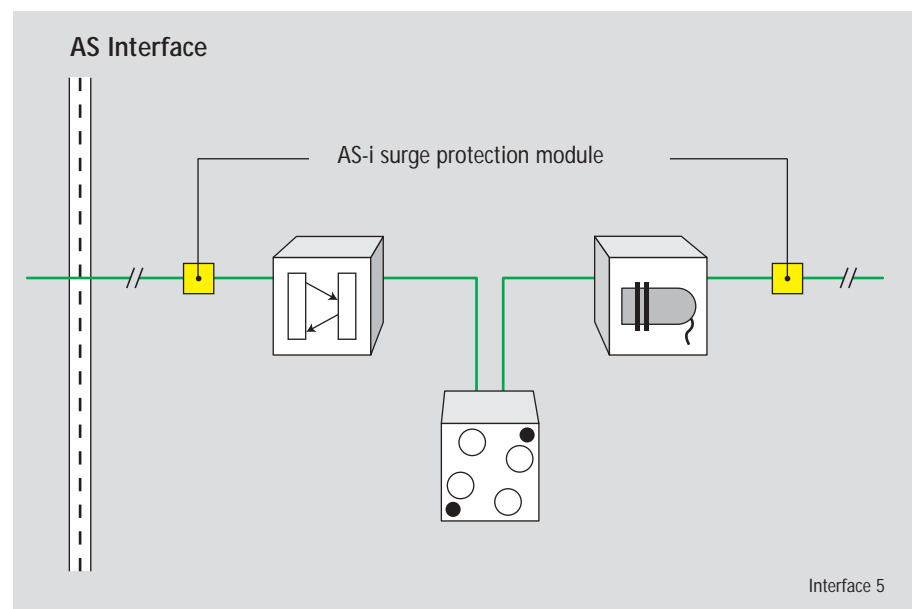 AS Interface
AS-i surge protection module
Interface 5